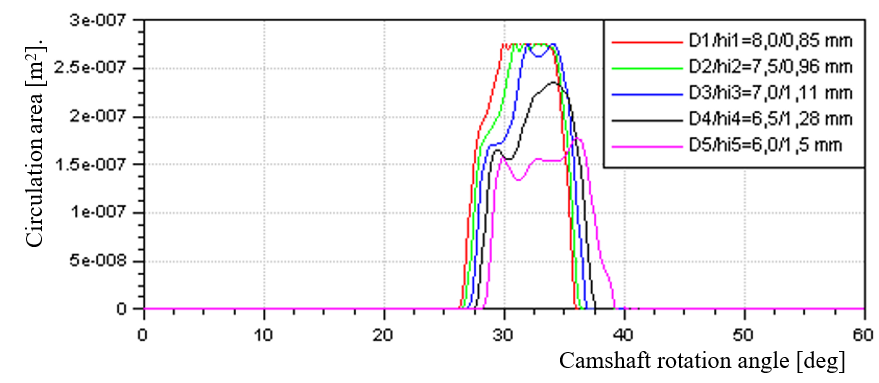 3e-007
2.5e-007
2e-007
1.5e-007
1e-007
5e-008
0
Circulation area [m²].
D1/hi1=8,0/0,85 mm
D2/hi2=7,5/0,96 mm
D3/hi3=7,0/1,11 mm
D4/hi4=6,5/1,28 mm
D5/hi5=6,0/1,5 mm
0 10 20 30 40 50 60
Camshaft rotation angle [deg]